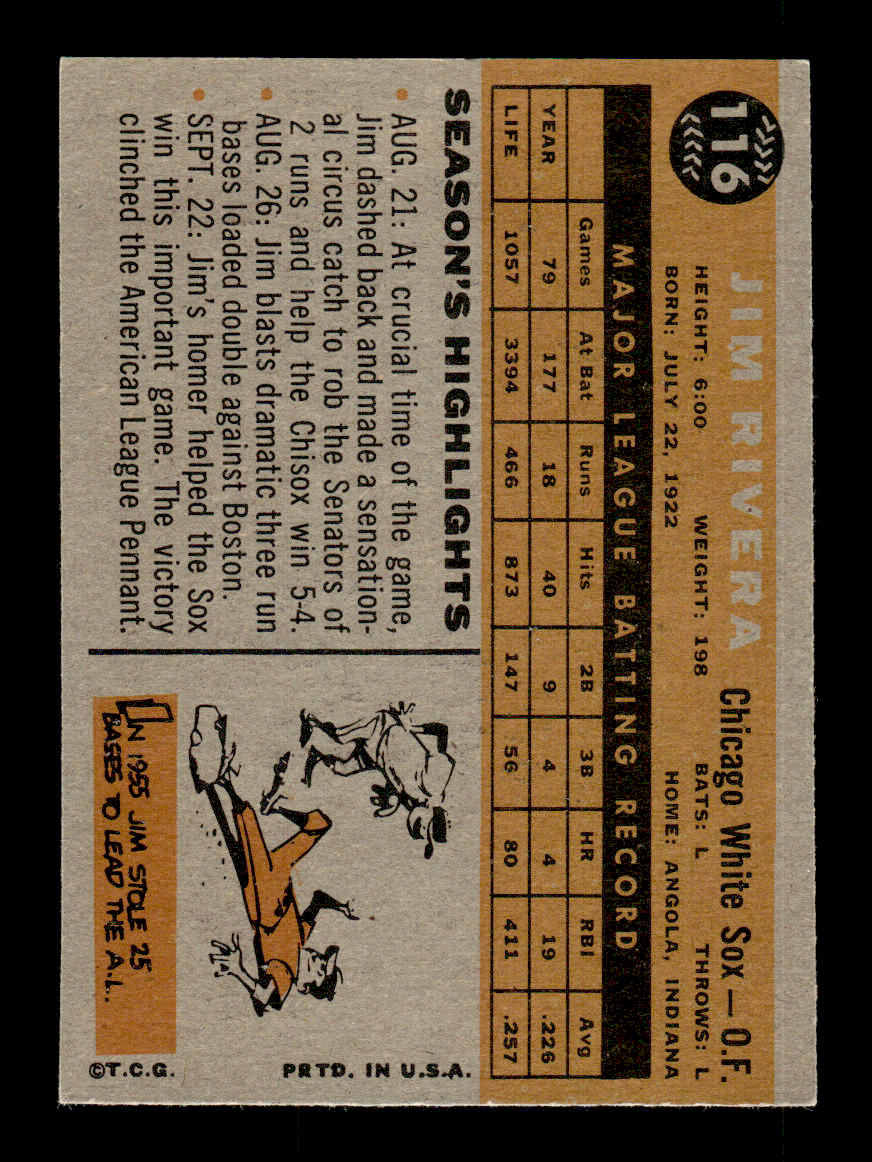 116
JIM RIVERA Chicago White Sox — O.F.
HEIGHT: 6:00 WEIGHT: 198 BATS: L THROWS: L
BORN: JULY 22, 1922 HOME: ANGOLA, INDIANA
MAJOR LEAGUE BATTING RECORD
Games At Bat Runs Hits 2B 3B HR RBI Avg
YEAR 79 177 18 40 9 4 4 19 .226
LIFE 1057 3394 466 873 147 56 80 411 .257
SEASON'S HIGHLIGHTS
• AUG. 21: At crucial time of the game,
Jim dashed back and made a sensation-
al circus catch to rob the Senators of
2 runs and help the Chisox win 5-4.
• AUG. 26: Jim blasts dramatic three run
bases loaded double against Boston.
• SEPT. 22: Jim's homer helped the Sox
win this important game. The victory
clinched the American League Pennant.
IN 1955 JIM STOLE 25
BASES TO LEAD THE A.L.
©T.C.G. PRTD. IN U.S.A.